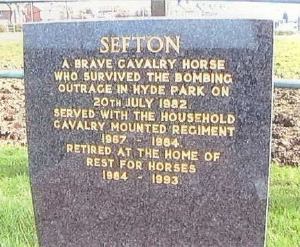 SEFTON
A BRAVE CAVALRY HORSE
WHO SURVIVED THE BOMBING
OUTRAGE IN HYDE PARK ON
20TH JULY 1982.
SERVED WITH THE HOUSEHOLD
CAVALRY MOUNTED REGIMENT
1967 - 1984.
RETIRED AT THE HOME OF
REST FOR HORSES
1984 - 1993.